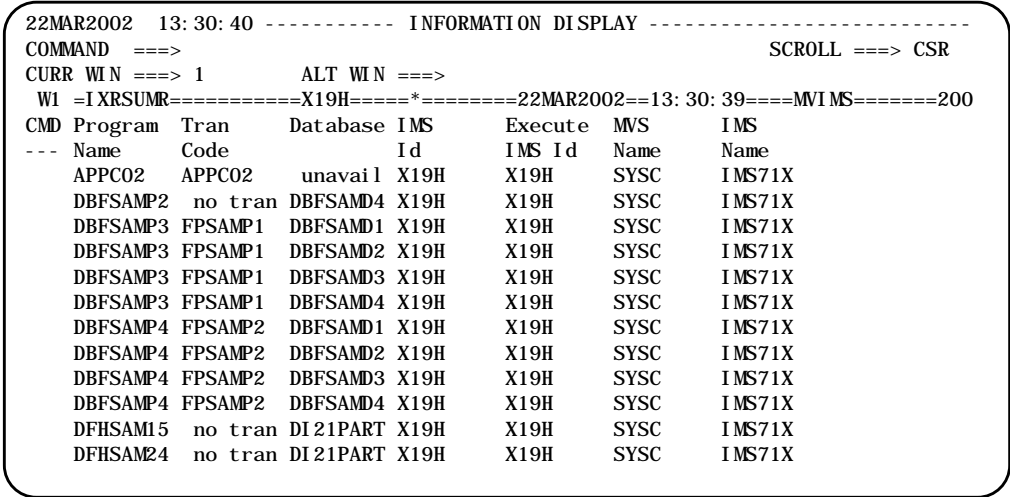 22MAR2002  13:30:40 ----------- INFORMATION DISPLAY ---------------------------
COMMAND  ===>                                                      SCROLL ===> CSR
CURR WIN ===> 1          ALT WIN ===>
 W1 =IXRSUMR===========X19H=====*========22MAR2002==13:30:39====MVIMS=======200
CMD Program  Tran     Database IMS      Execute  MVS      IMS
--- Name     Code              Id       IMS Id   Name     Name
    APPC02   APPC02    unavail X19H     X19H     SYSC     IMS71X
    DBFSAMP2  no tran DBFSAMD4 X19H     X19H     SYSC     IMS71X
    DBFSAMP3 FPSAMP1  DBFSAMD1 X19H     X19H     SYSC     IMS71X
    DBFSAMP3 FPSAMP1  DBFSAMD2 X19H     X19H     SYSC     IMS71X
    DBFSAMP3 FPSAMP1  DBFSAMD3 X19H     X19H     SYSC     IMS71X
    DBFSAMP3 FPSAMP1  DBFSAMD4 X19H     X19H     SYSC     IMS71X
    DBFSAMP4 FPSAMP2  DBFSAMD1 X19H     X19H     SYSC     IMS71X
    DBFSAMP4 FPSAMP2  DBFSAMD2 X19H     X19H     SYSC     IMS71X
    DBFSAMP4 FPSAMP2  DBFSAMD3 X19H     X19H     SYSC     IMS71X
    DBFSAMP4 FPSAMP2  DBFSAMD4 X19H     X19H     SYSC     IMS71X
    DFHSAM15  no tran DI21PART X19H     X19H     SYSC     IMS71X
    DFHSAM24  no tran DI21PART X19H     X19H     SYSC     IMS71X